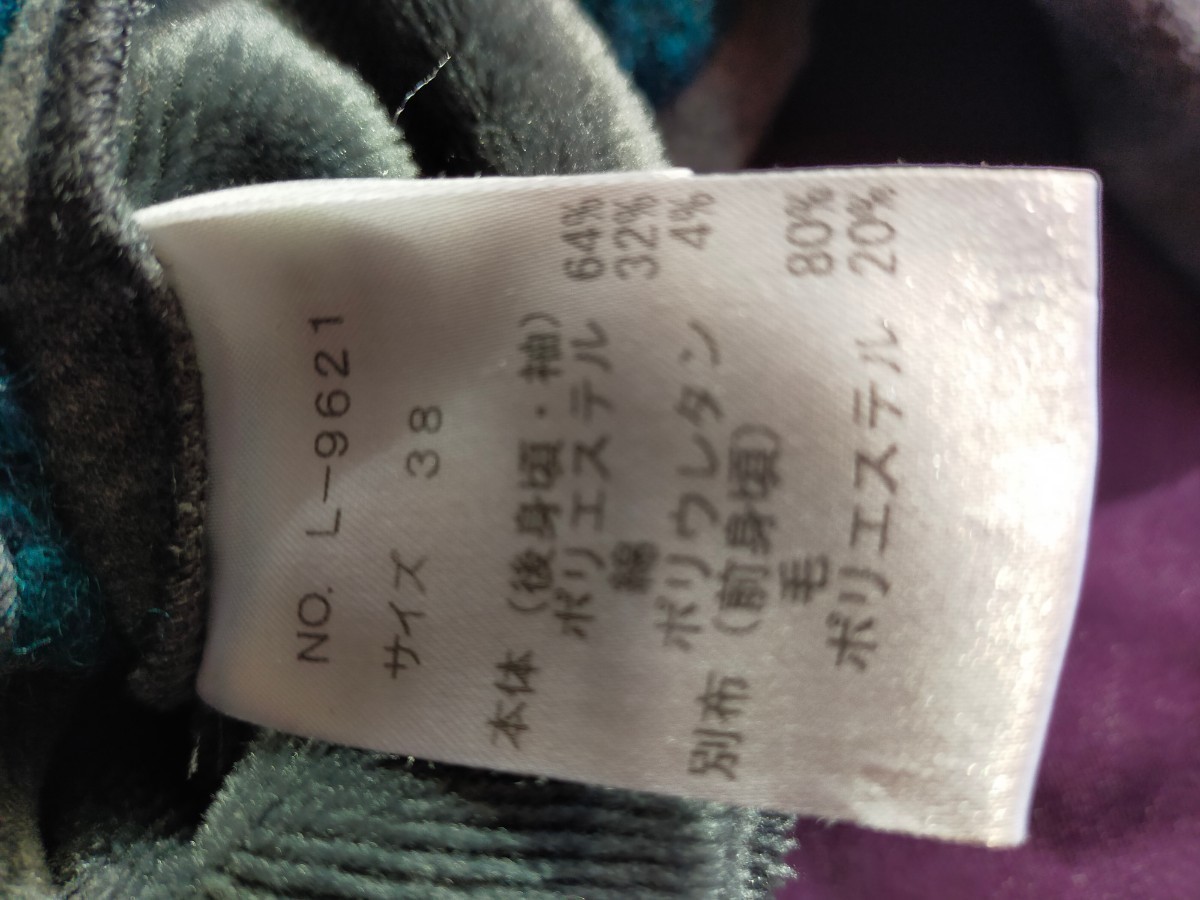 NO. L-9621
サイズ 38
本体 (後身頃・袖)
ポリエステル 64%
綿 32%
ポリウレタン 4%
別布 (前身頃)
毛 80%
ポリエステル 20%